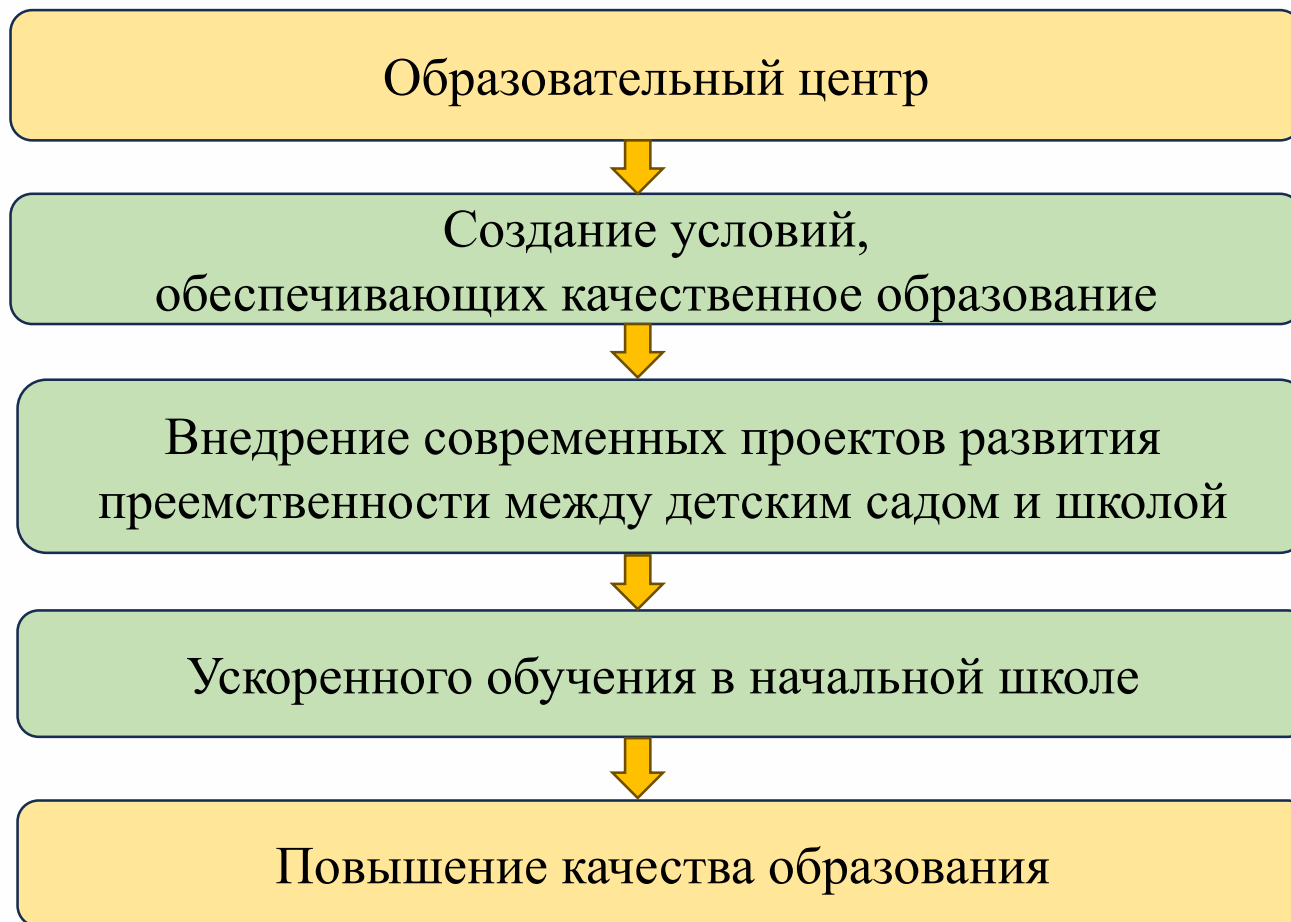 Образовательный центр
Создание условий,
обеспечивающих качественное образование
Внедрение современных проектов развития
преемственности между детским садом и школой
Ускоренного обучения в начальной школе
Повышение качества образования